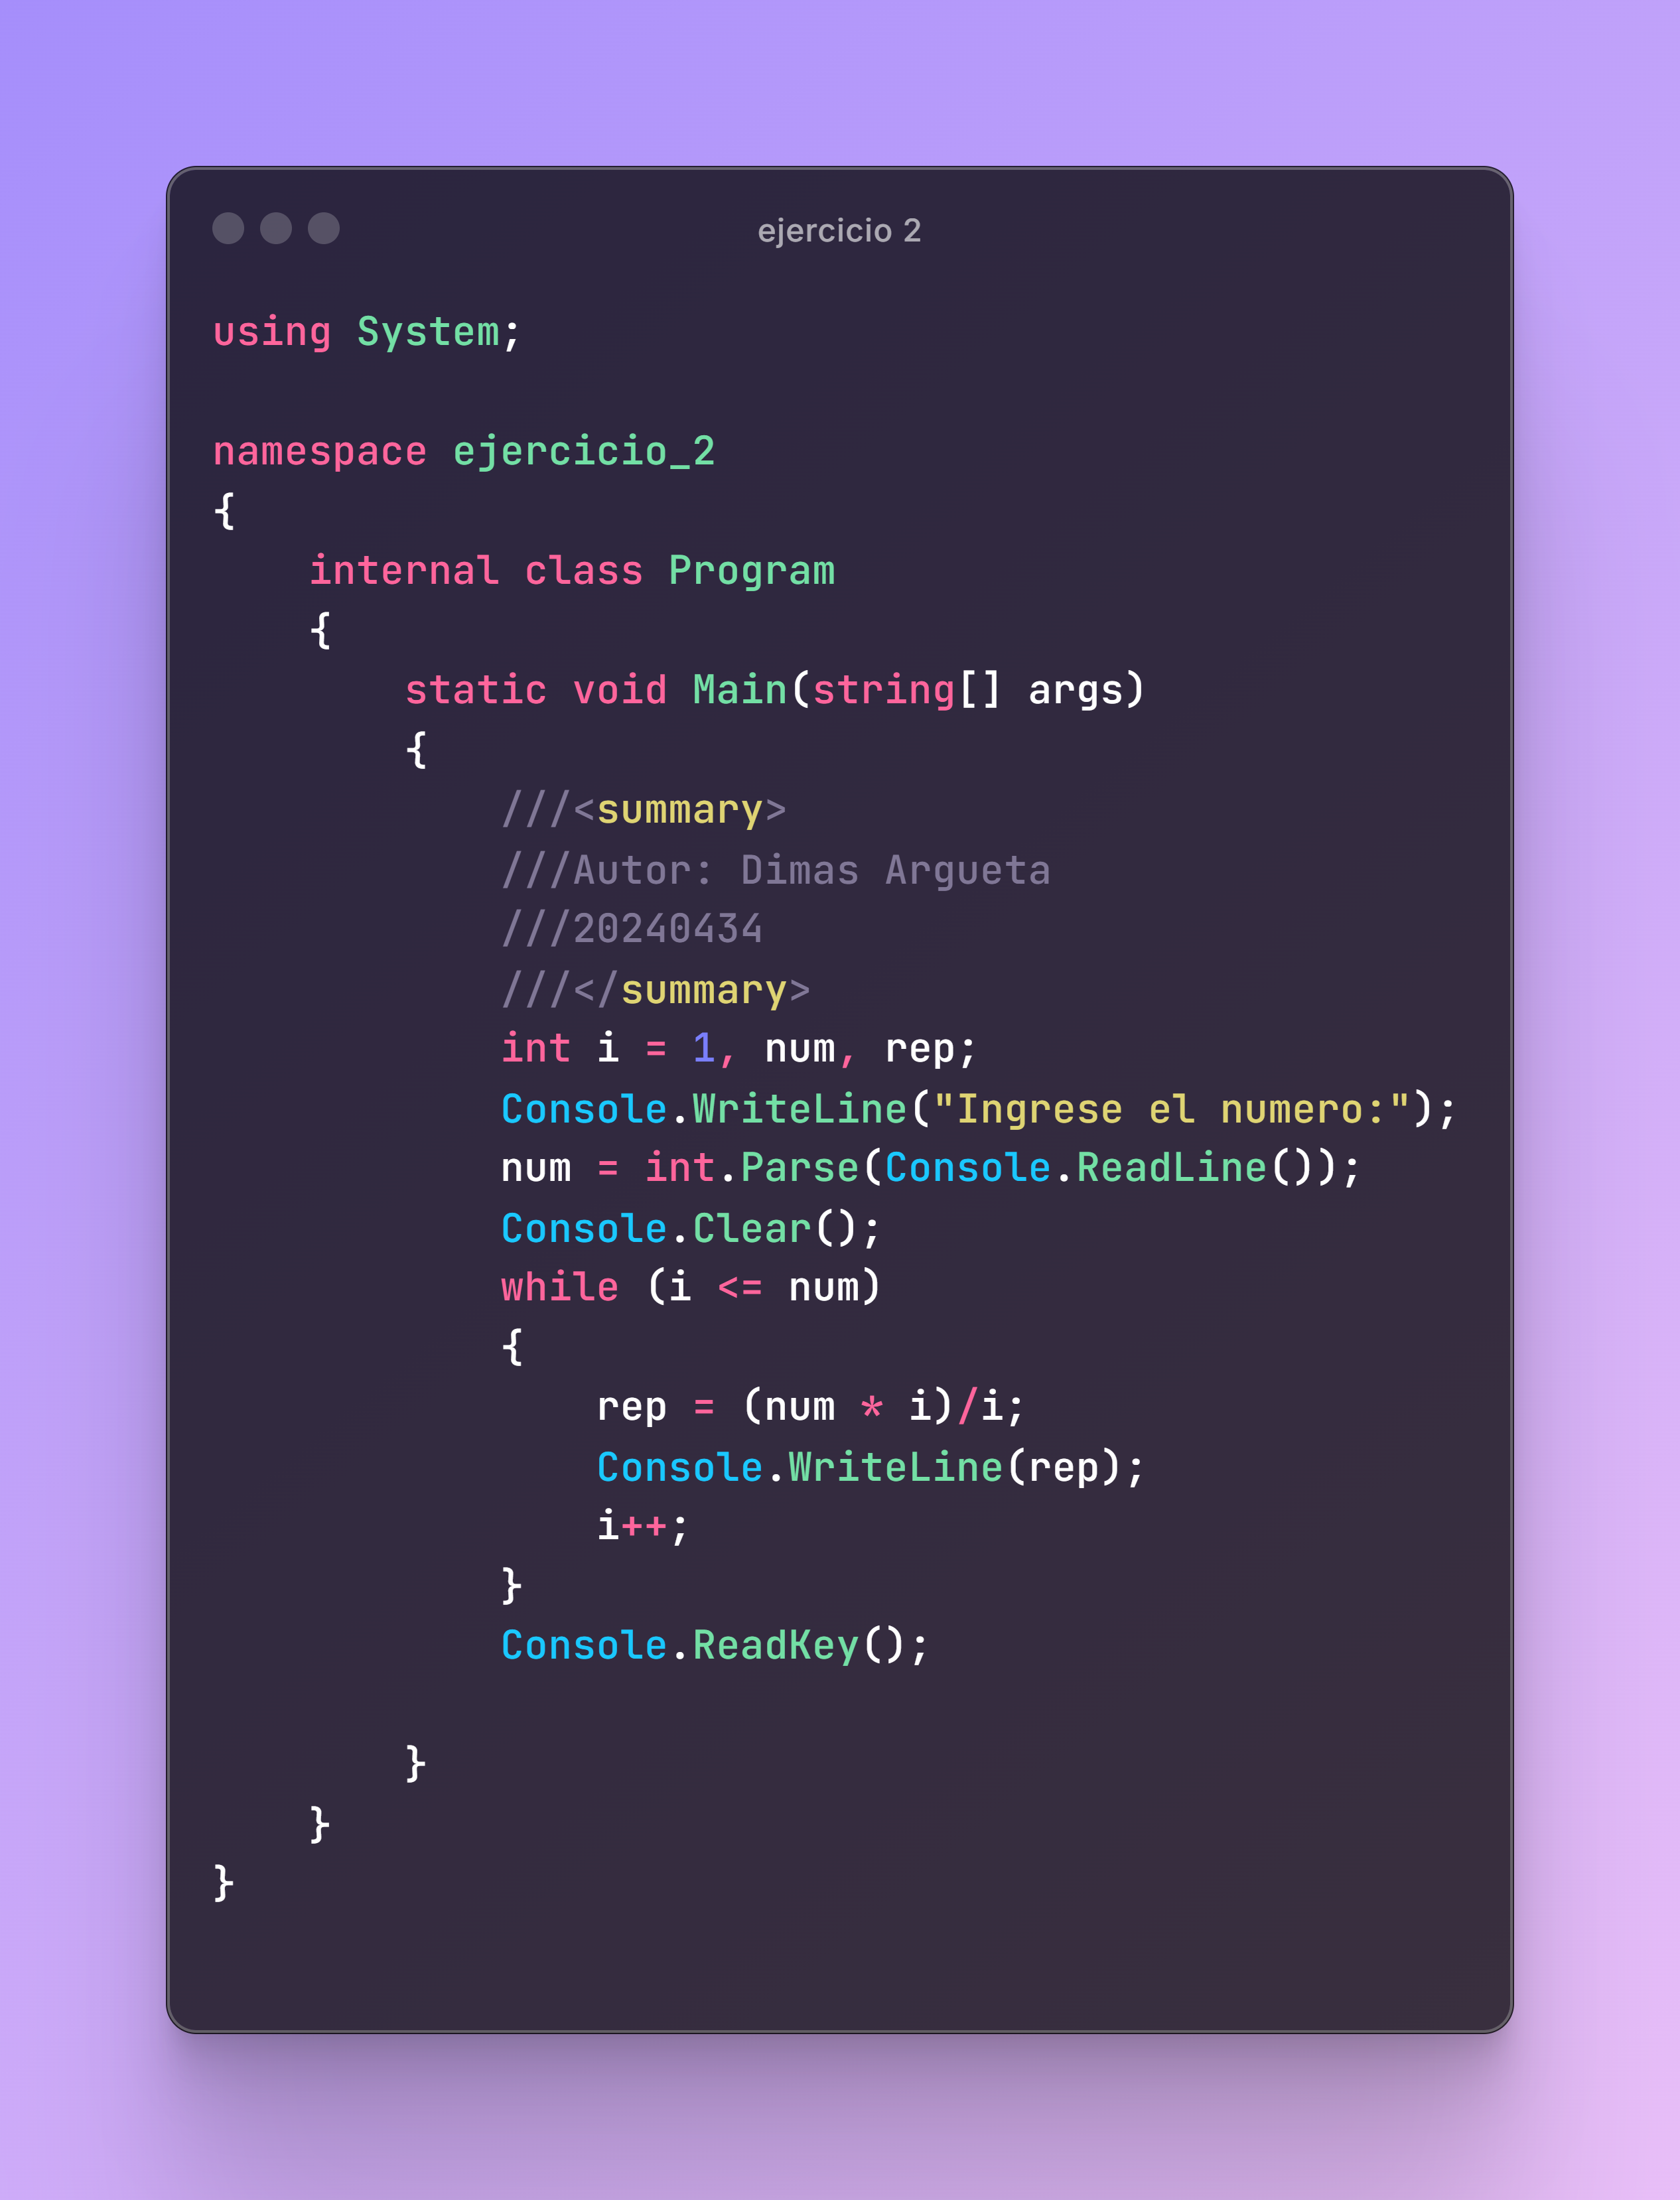 ejercicio 2
using System;
namespace ejercicio_2
{
    internal class Program
    {
        static void Main(string[] args)
        {
            ///<summary>
            ///Autor: Dimas Argueta
            ///20240434
            ///</summary>
            int i = 1, num, rep;
            Console.WriteLine("Ingrese el numero:");
            num = int.Parse(Console.ReadLine());
            Console.Clear();
            while (i <= num)
            {
                rep = (num * i)/i;
                Console.WriteLine(rep);
                i++;
            }
            Console.ReadKey();
        }
    }
}